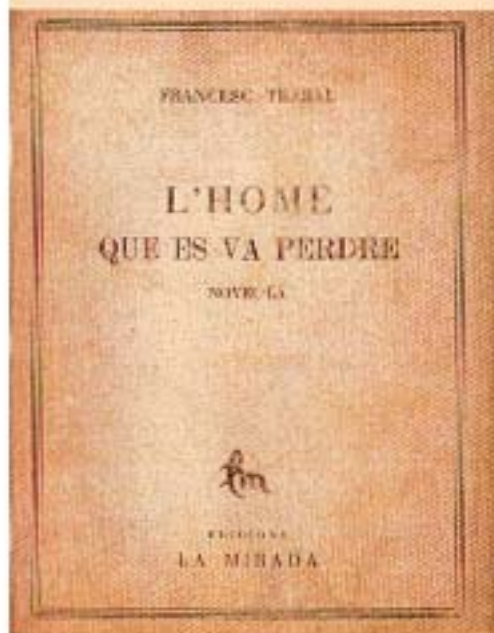 FRANCESC TRABAL
L'HOME
QUE ES VA PERDRE
NOVEL·LA
EDICIONS
LA MIRADA